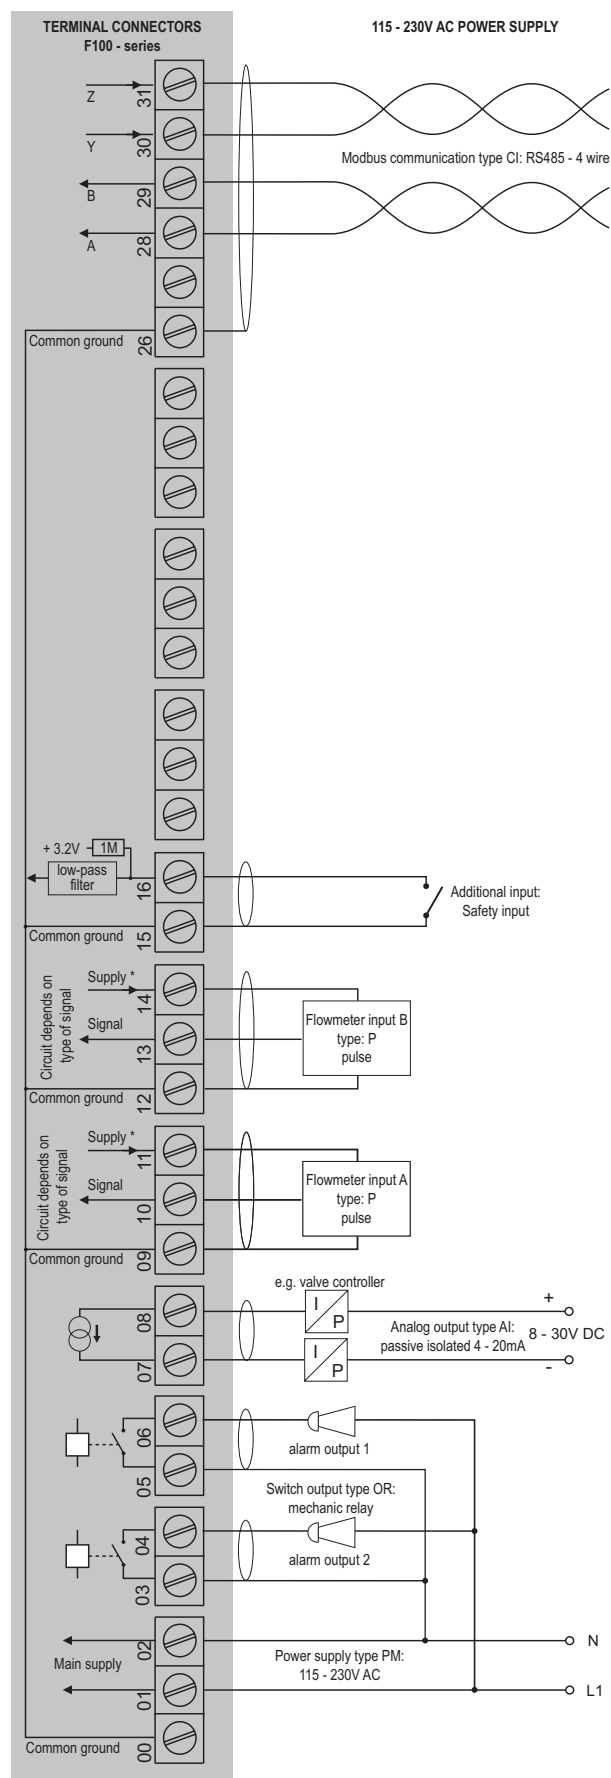 TERMINAL CONNECTORS
F100 - series
115 - 230V AC POWER SUPPLY
Z
31
Y
30
Modbus communication type CI: RS485 - 4 wire
B
29
A
28
Common ground
26
+ 3.2V
1M
low-pass
filter
16
Additional input:
Safety input
Common ground
15
Circuit depends on
type of signal
Supply *
14
Signal
13
Flowmeter input B
type: P
pulse
Common ground
12
Circuit depends on
type of signal
Supply *
11
Signal
10
Flowmeter input A
type: P
pulse
Common ground
09
e.g. valve controller
08
I
P
+
Analog output type AI:
passive isolated 4 - 20mA
8 - 30V DC
07
I
P
-
06
alarm output 1
05
Switch output type OR:
mechanic relay
04
alarm output 2
03
02
N
Main supply
Power supply type PM:
115 - 230V AC
01
L1
Common ground
00